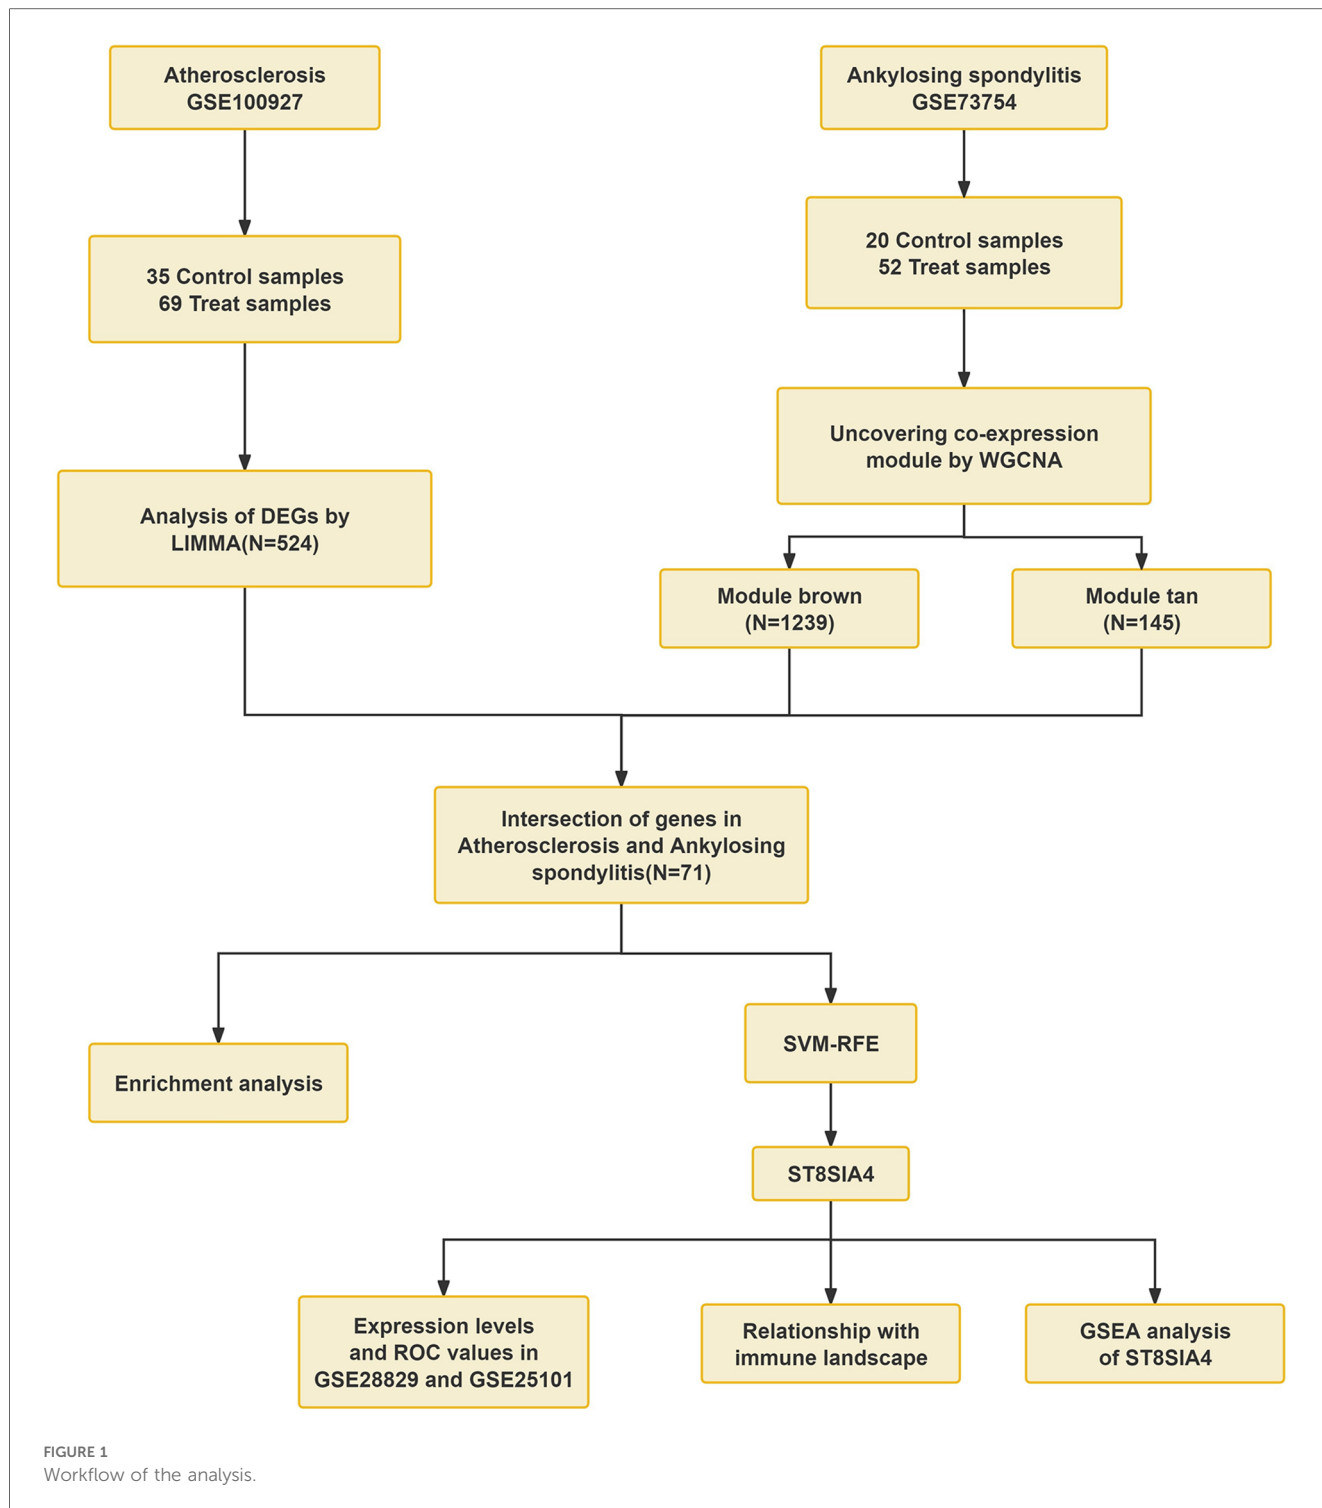 Atherosclerosis
GSE100927
Ankylosing spondylitis
GSE73754
35 Control samples
69 Treat samples
20 Control samples
52 Treat samples
Uncovering co-expression
module by WGCNA
Analysis of DEGs by
LIMMA(N=524)
Module brown
(N=1239)
Module tan
(N=145)
Intersection of genes in
Atherosclerosis and Ankylosing
spondylitis(N=71)
Enrichment analysis
SVM-RFE
ST8SIA4
Expression levels
and ROC values in
GSE28829 and GSE25101
Relationship with
immune landscape
GSEA analysis
of ST8SIA4
FIGURE 1
Workflow of the analysis.